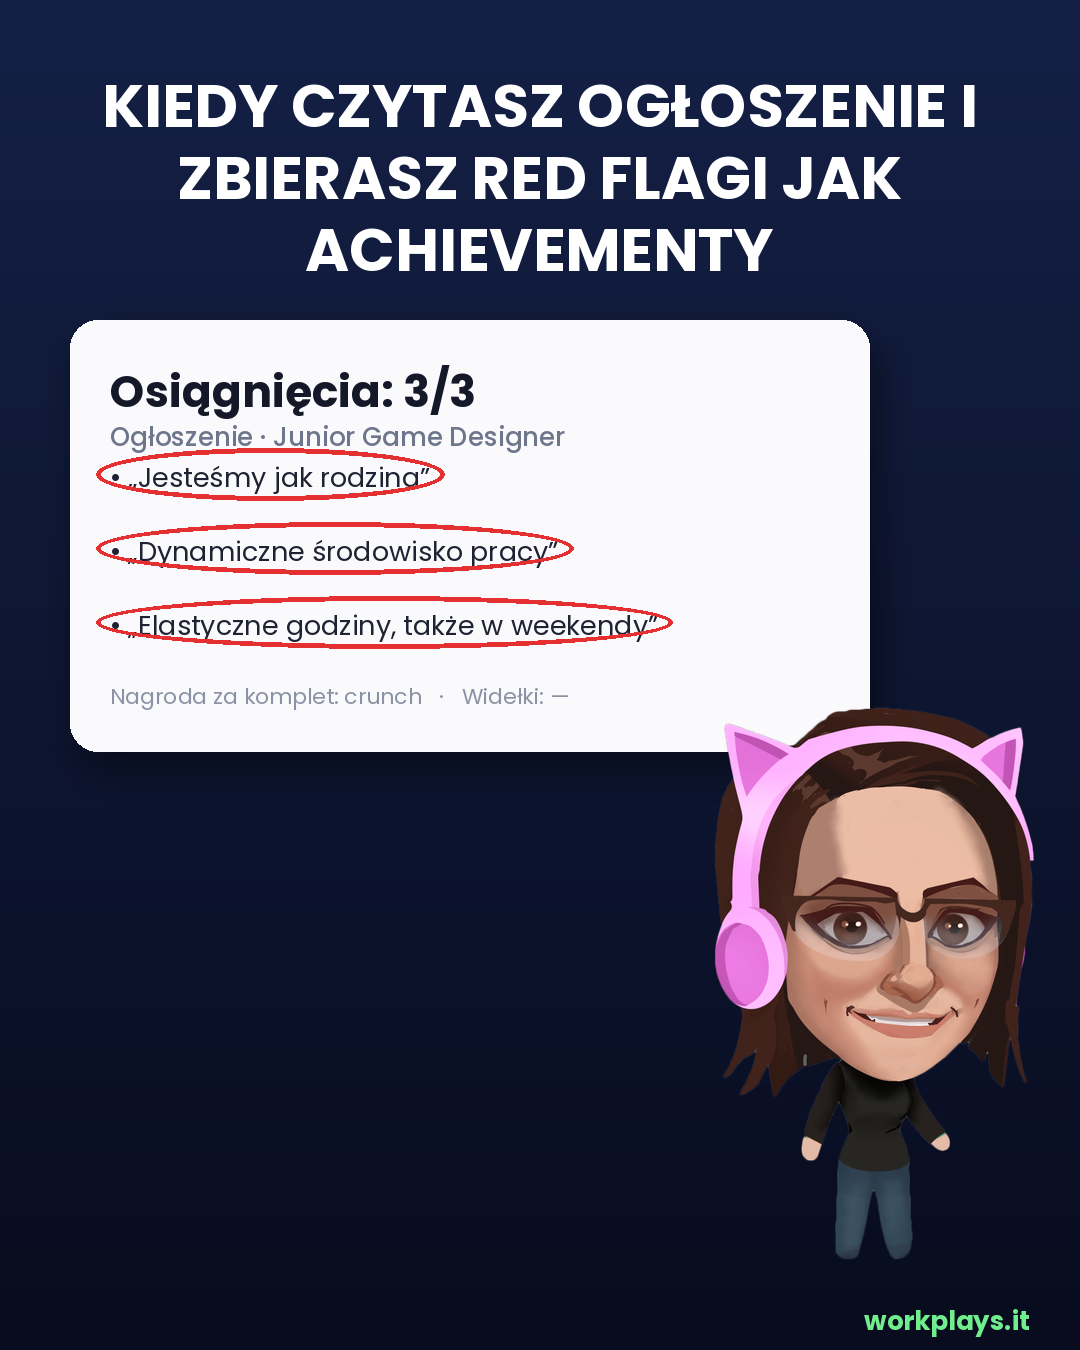 KIEDY CZYTASZ OGŁOSZENIE I
ZBIERASZ RED FLAGI JAK
ACHIEVEMENTY
Osiągnięcia: 3/3
Ogłoszenie · Junior Game Designer
• „Jesteśmy jak rodzina”
• „Dynamiczne środowisko pracy”
• „Elastyczne godziny, także w weekendy”
Nagroda za komplet: crunch · Widełki: —
workplays.it